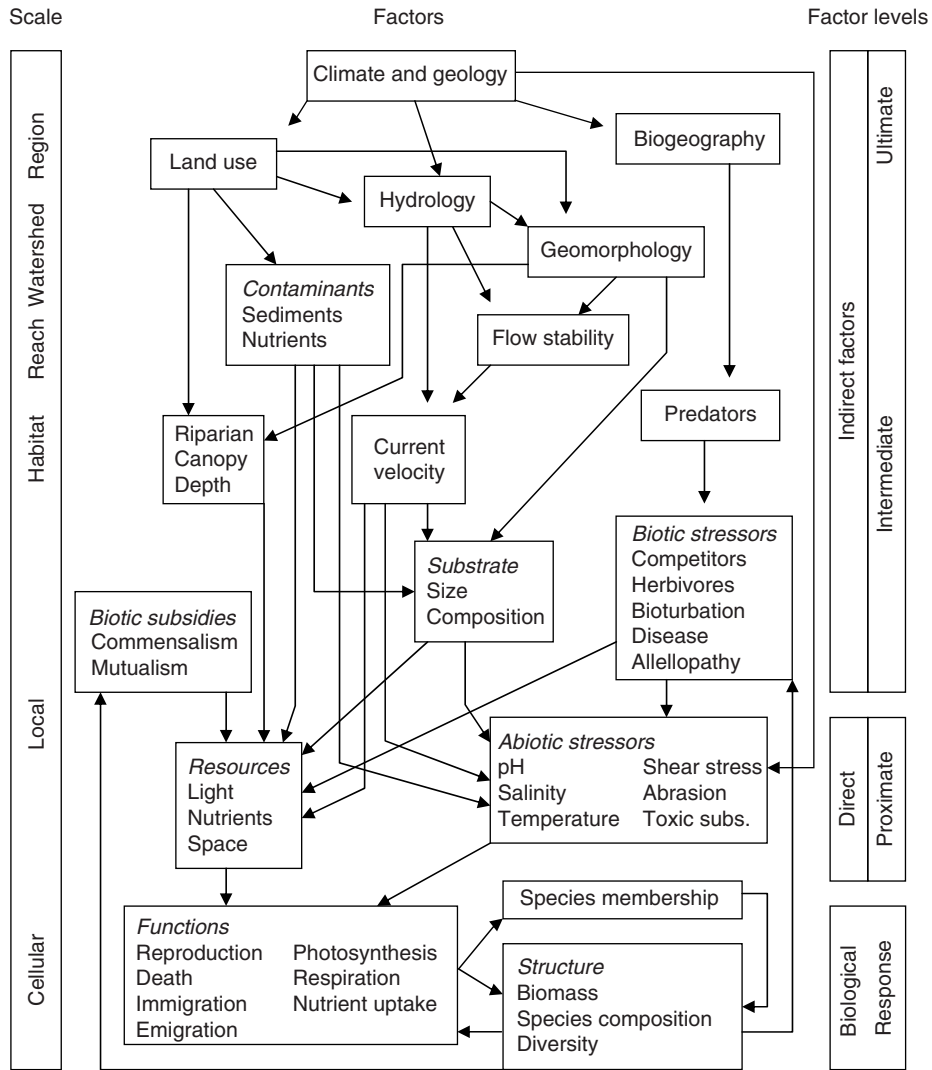 Scale
Factors
Factor levels
Region
Watershed
Reach
Habitat
Local
Cellular
Climate and geology
Biogeography
Land use
Hydrology
Geomorphology
Contaminants
Sediments
Nutrients
Flow stability
Predators
Riparian
Canopy
Depth
Current
velocity
Biotic stressors
Competitors
Herbivores
Bioturbation
Disease
Allellopathy
Substrate
Size
Composition
Biotic subsidies
Commensalism
Mutualism
Resources
Light
Nutrients
Space
Abiotic stressors
pH
Salinity
Temperature
Shear stress
Abrasion
Toxic subs.
Functions
Reproduction
Death
Immigration
Emigration
Photosynthesis
Respiration
Nutrient uptake
Species membership
Structure
Biomass
Species composition
Diversity
Indirect factors
Ultimate
Intermediate
Direct
Proximate
Biological
Response